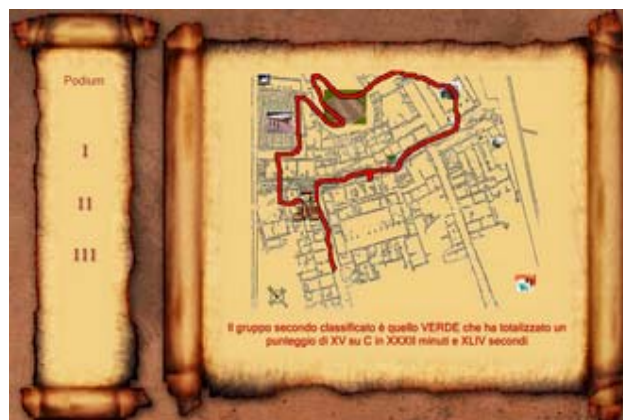 Podium
I
II
III
Il gruppo secondo classificato è quello VERDE che ha totalizzato un
punteggio di XV su C in XXXII minuti e XLIV secondi